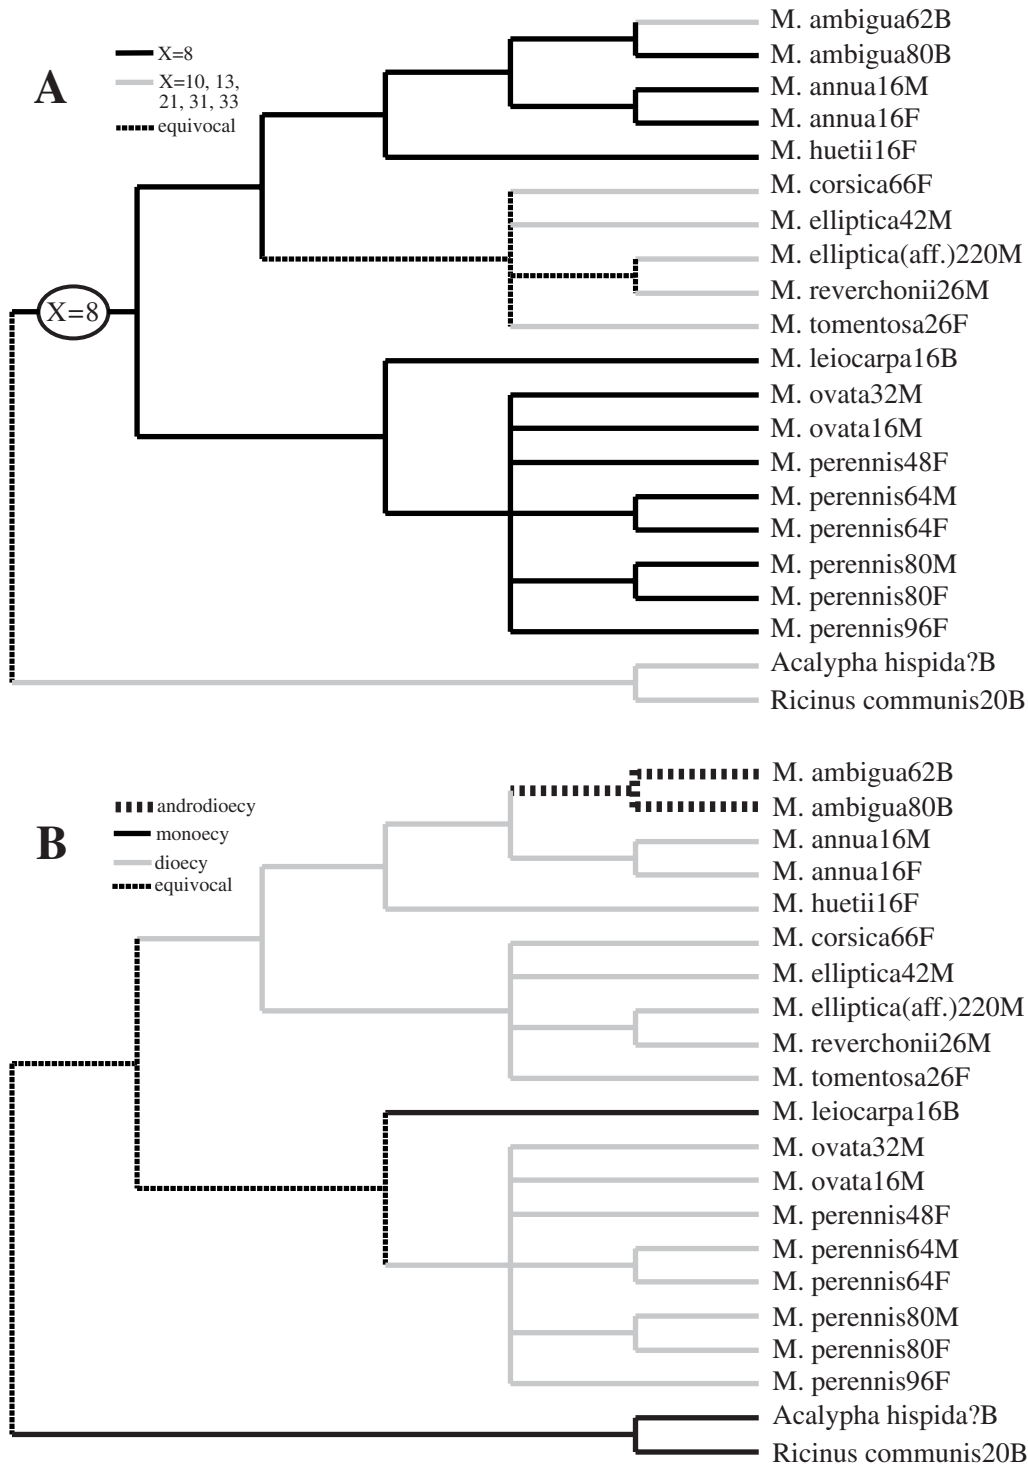 A
X=8
X=10, 13,
21, 31, 33
equivocal
X=8
M. ambigua62B
M. ambigua80B
M. annua16M
M. annua16F
M. huetii16F
M. corsica66F
M. elliptica42M
M. elliptica(aff.)220M
M. reverchonii26M
M. tomentosa26F
M. leiocarpa16B
M. ovata32M
M. ovata16M
M. perennis48F
M. perennis64M
M. perennis64F
M. perennis80M
M. perennis80F
M. perennis96F
Acalypha hispida?B
Ricinus communis20B
B
androdioecy
monoecy
dioecy
equivocal
M. ambigua62B
M. ambigua80B
M. annua16M
M. annua16F
M. huetii16F
M. corsica66F
M. elliptica42M
M. elliptica(aff.)220M
M. reverchonii26M
M. tomentosa26F
M. leiocarpa16B
M. ovata32M
M. ovata16M
M. perennis48F
M. perennis64M
M. perennis64F
M. perennis80M
M. perennis80F
M. perennis96F
Acalypha hispida?B
Ricinus communis20B